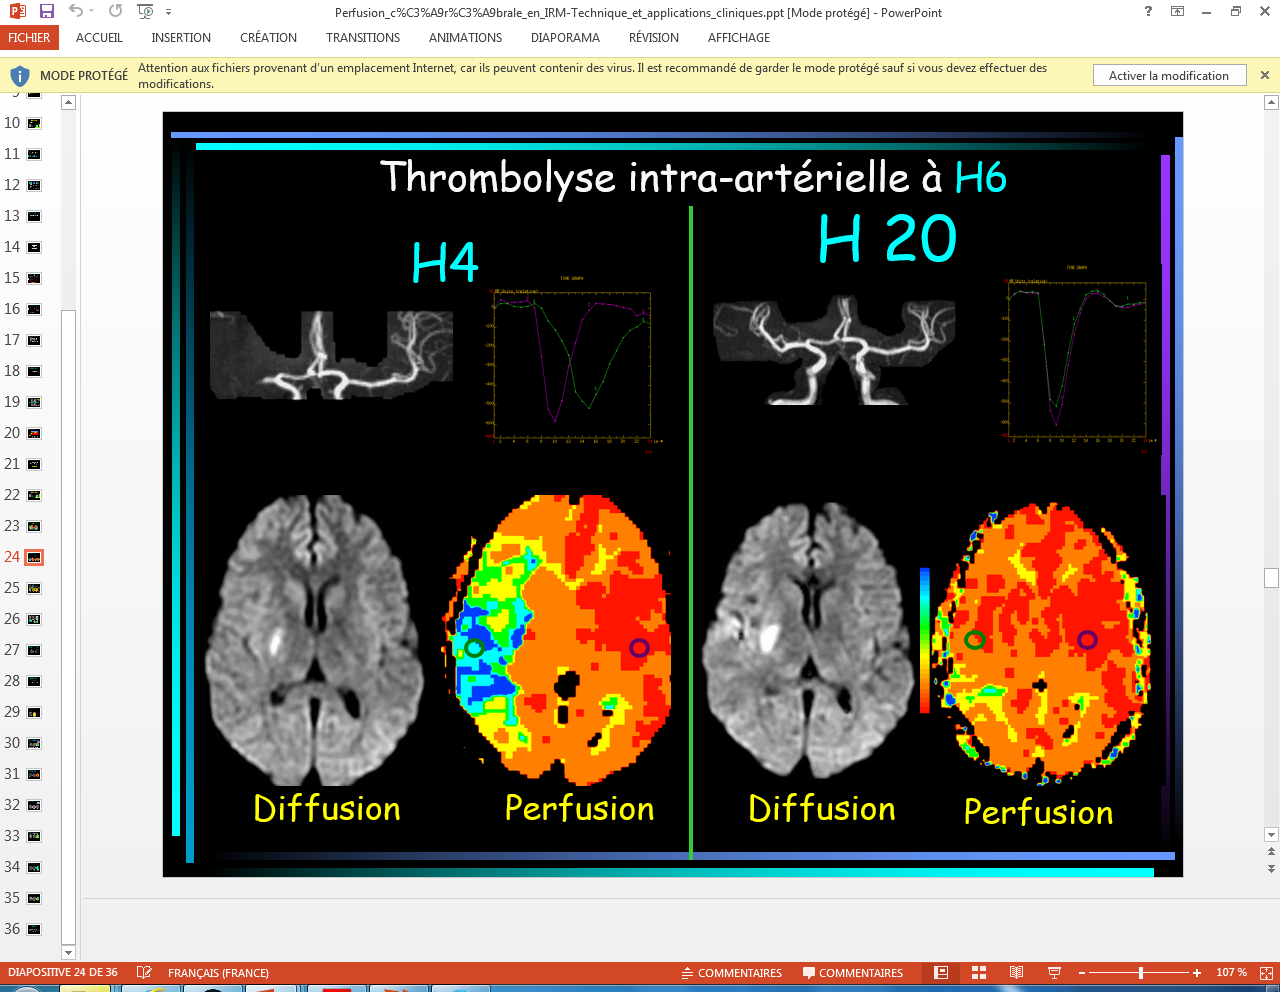 Perfusion_c%C3%A9r%C3%A9brale_en_IRM-Technique_et_applications_cliniques.ppt [Mode protégé] - PowerPoint
FICHIER ACCUEIL INSERTION CRÉATION TRANSITIONS ANIMATIONS DIAPORAMA RÉVISION AFFICHAGE
MODE PROTÉGÉ Attention aux fichiers provenant d'un emplacement Internet, car ils peuvent contenir des virus. Il est recommandé de garder le mode protégé sauf si vous devez effectuer des
modifications.
Activer la modification
9
10
11
12
13
14
15
16
17
18
19
20
21
22
23
24
25
26
27
28
29
30
31
32
33
34
35
36
Thrombolyse intra-artérielle à H6
H4
H 20
TIME GRAPH
TIME GRAPH
Diffusion
Perfusion
Diffusion
Perfusion
DIAPOSITIVE 24 DE 36 FRANÇAIS (FRANCE) COMMENTAIRES COMMENTAIRES 107 %